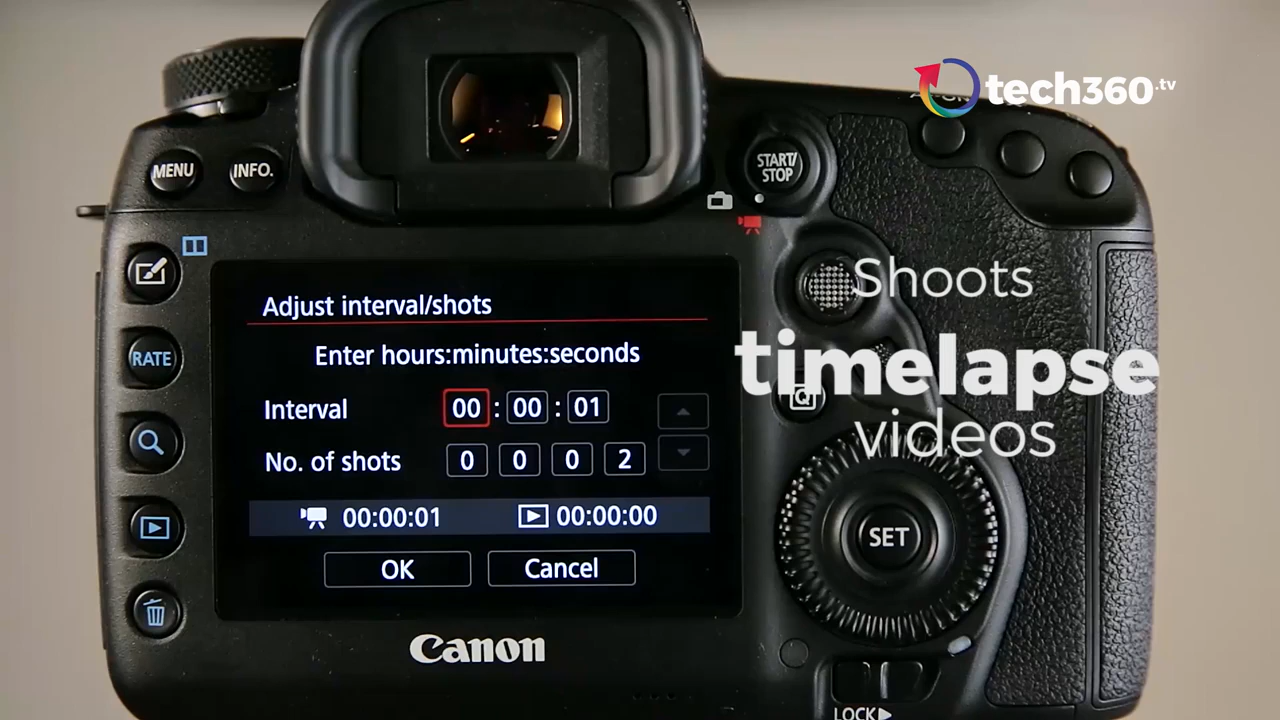 tech360.tv
MENU
INFO.
START/
STOP
Shoots
timelapse
videos
RATE
Adjust interval/shots
Enter hours:minutes:seconds
Interval 00 : 00 : 01
No. of shots 0 0 0 2
00:00:01 00:00:00
OK Cancel
Q
SET
Canon
LOCK▶